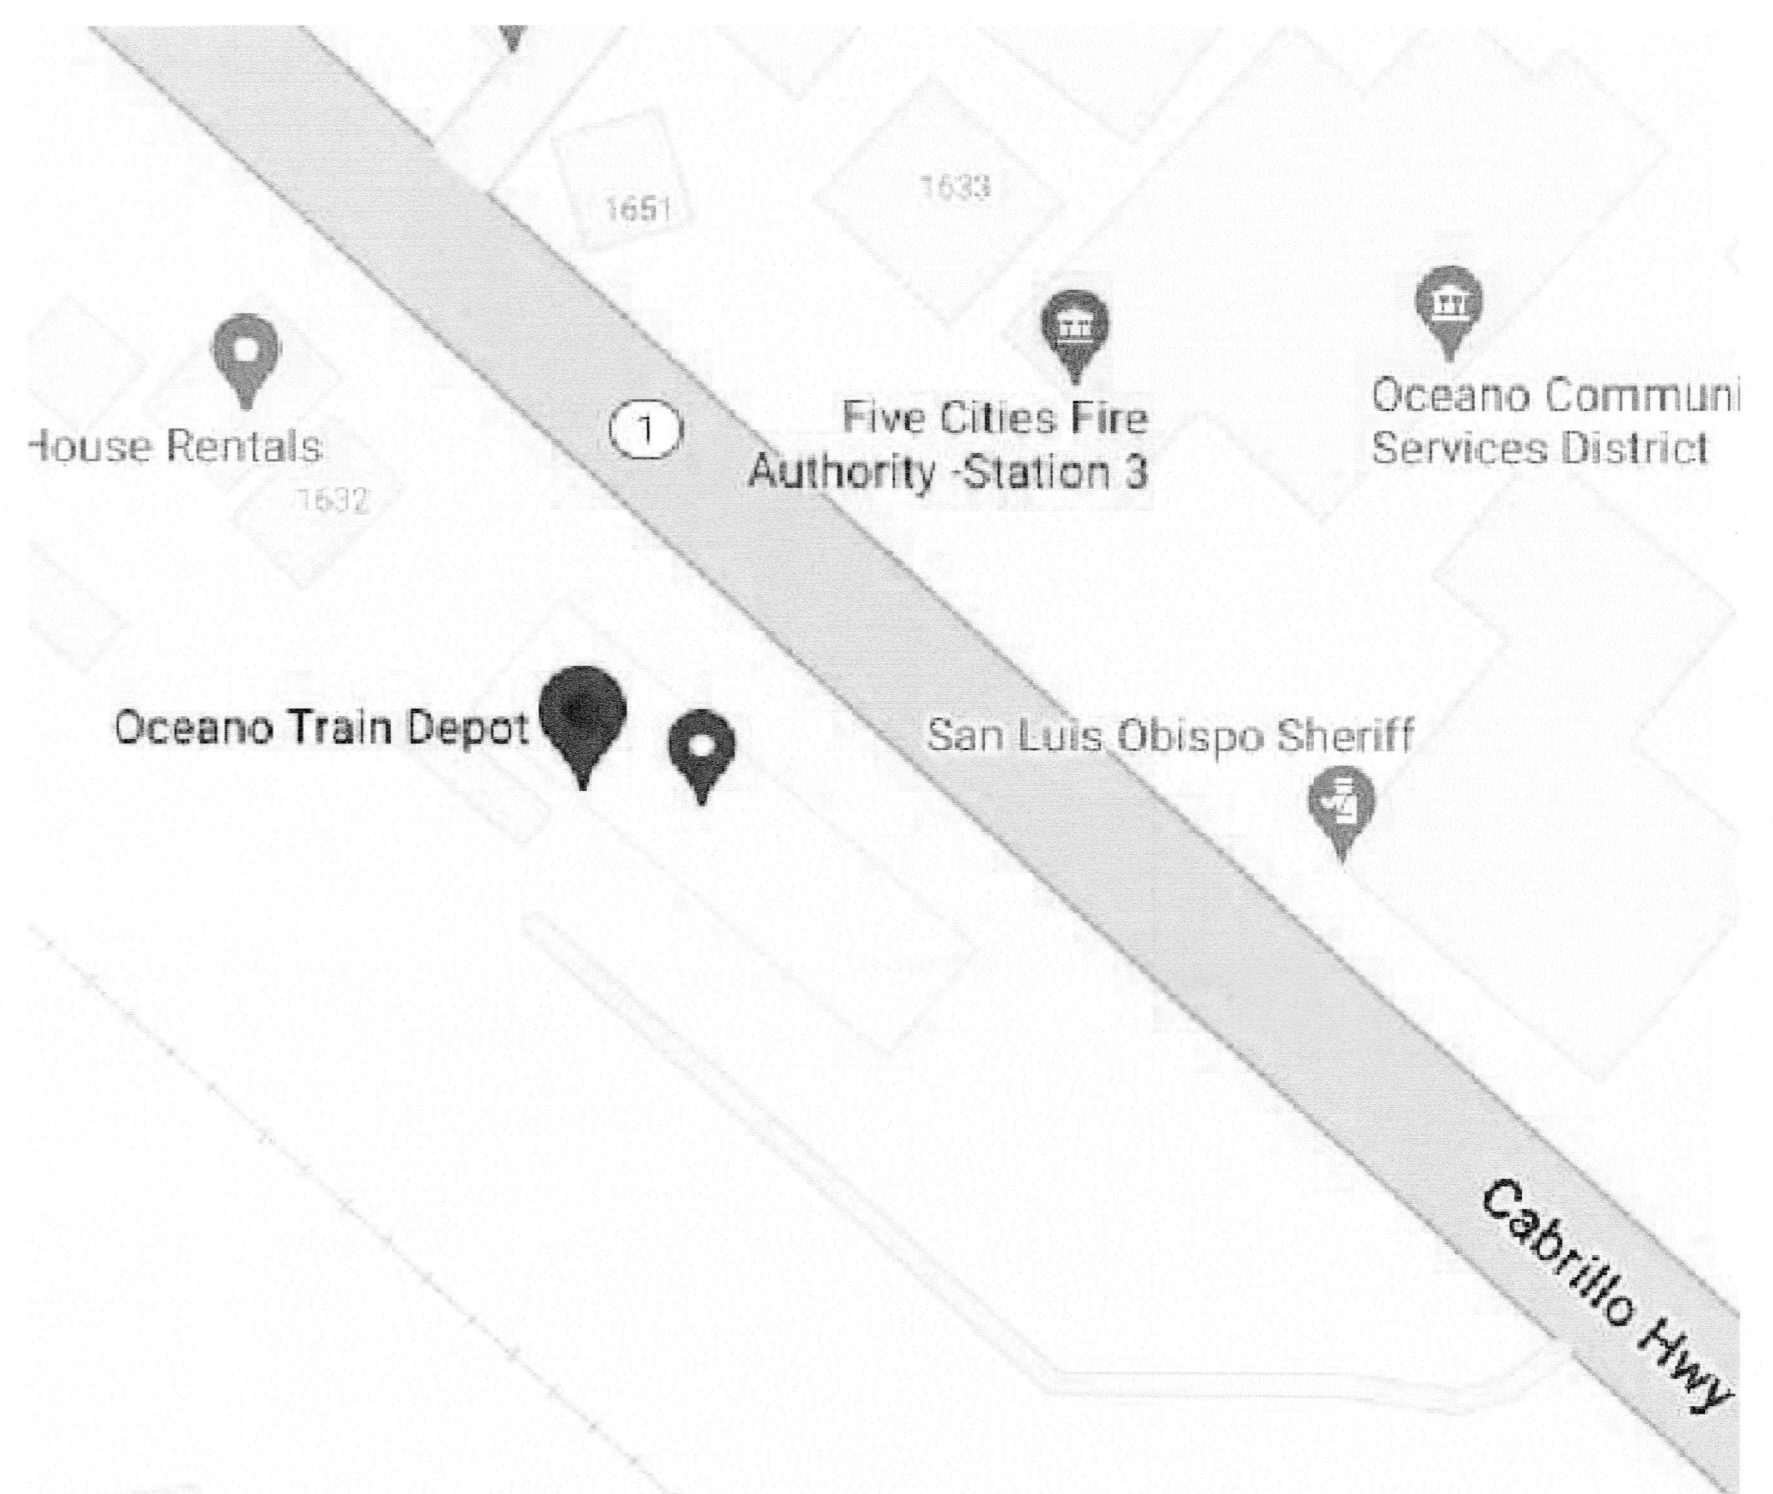 1651
1633
1
House Rentals
1632
Five Cities Fire
Authority -Station 3
Oceano Communi
Services District
Oceano Train Depot
San Luis Obispo Sheriff
Cabrillo Hwy